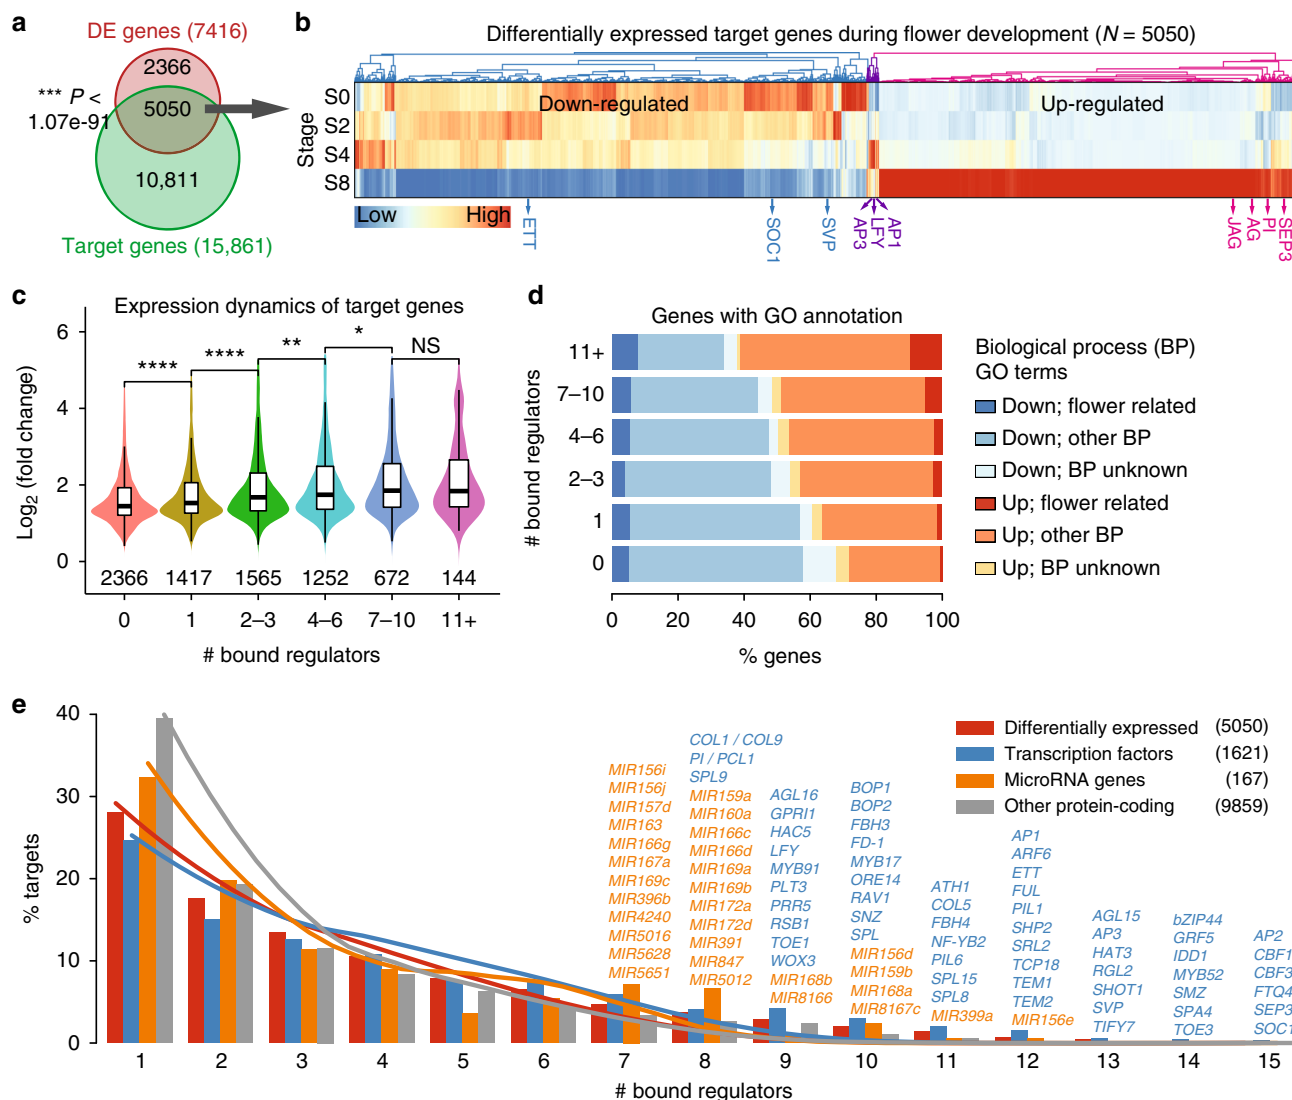 a
DE genes (7416)
2366
*** P <
1.07e-91
5050
10,811
Target genes (15,861)
b
Differentially expressed target genes during flower development (N = 5050)
Stage
S0
S2
S4
S8
Down-regulated
Up-regulated
Low
High
ETT
SOC1
SVP
AP3
LFY
AP1
JAG
AG
PI
SEP3
c
Expression dynamics of target genes
Log2 (fold change)
6
4
2
0
****
****
**
*
NS
2366 1417 1565 1252 672 144
0 1 2–3 4–6 7–10 11+
# bound regulators
d
Genes with GO annotation
# bound regulators
11+
7–10
4–6
2–3
1
0
0 20 40 60 80 100
% genes
Biological process (BP)
GO terms
Down; flower related
Down; other BP
Down; BP unknown
Up; flower related
Up; other BP
Up; BP unknown
e
% targets
40
30
20
10
0
Differentially expressed (5050)
Transcription factors (1621)
MicroRNA genes (167)
Other protein-coding (9859)
MIR156i
MIR156j
MIR157d
MIR163
MIR166g
MIR167a
MIR169c
MIR396b
MIR4240
MIR5016
MIR5628
MIR5651
COL1 / COL9
PI / PCL1
SPL9
MIR159a
MIR160a
MIR166c
MIR166d
MIR169a
MIR169b
MIR172a
MIR172d
MIR391
MIR847
MIR5012
AGL16
GPRI1
HAC5
LFY
MYB91
PLT3
PRR5
RSB1
TOE1
WOX3
MIR168b
MIR8166
BOP1
BOP2
FBH3
FD-1
MYB17
ORE14
RAV1
SNZ
SPL
MIR156d
MIR159b
MIR168a
MIR8167c
ATH1
COL5
FBH4
NF-YB2
PIL6
SPL15
SPL8
MIR399a
AP1
ARF6
ETT
FUL
PIL1
SHP2
SRL2
TCP18
TEM1
TEM2
MIR156e
AGL15
AP3
HAT3
RGL2
SHOT1
SVP
TIFY7
bZIP44
GRF5
IDD1
MYB52
SMZ
SPA4
TOE3
AP2
CBF1
CBF3
FTQ4
SEP3
SOC1
1 2 3 4 5 6 7 8 9 10 11 12 13 14 15
# bound regulators